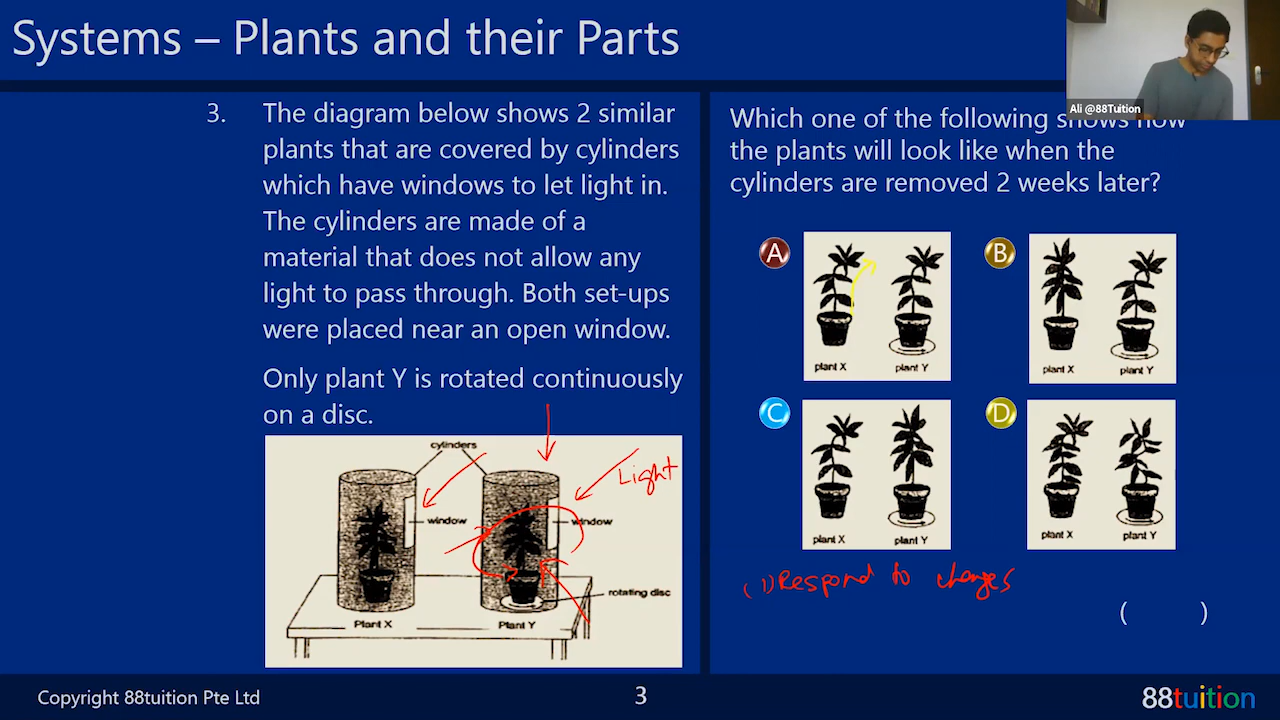 Systems – Plants and their Parts
Ali @88Tuition
3. The diagram below shows 2 similar
plants that are covered by cylinders
which have windows to let light in.
The cylinders are made of a
material that does not allow any
light to pass through. Both set-ups
were placed near an open window.
Only plant Y is rotated continuously
on a disc.
cylinders
Light
window
window
rotating disc
Plant X
Plant Y
Which one of the following shows how
the plants will look like when the
cylinders are removed 2 weeks later?
A
plant X
plant Y
B
plant X
plant Y
C
plant X
plant Y
D
plant X
plant Y
(1) Respond to changes
( )
Copyright 88tuition Pte Ltd
3
88tuition